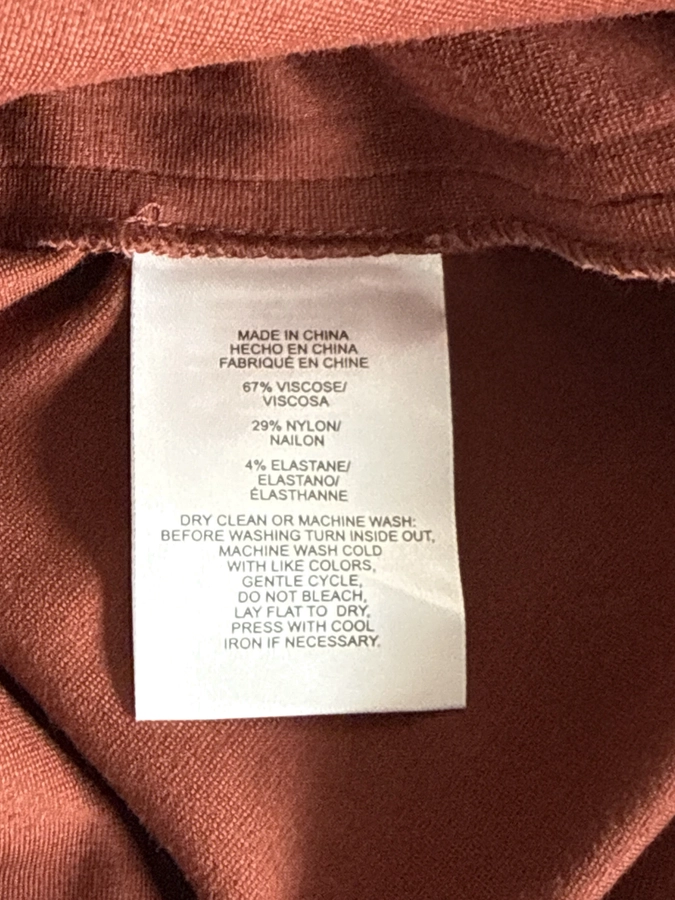 MADE IN CHINA
HECHO EN CHINA
FABRIQUÉ EN CHINE
67% VISCOSE/
VISCOSA
29% NYLON/
NAILON
4% ELASTANE/
ELASTANO/
ÉLASTHANNE
DRY CLEAN OR MACHINE WASH:
BEFORE WASHING TURN INSIDE OUT,
MACHINE WASH COLD
WITH LIKE COLORS,
GENTLE CYCLE,
DO NOT BLEACH,
LAY FLAT TO DRY,
PRESS WITH COOL
IRON IF NECESSARY.